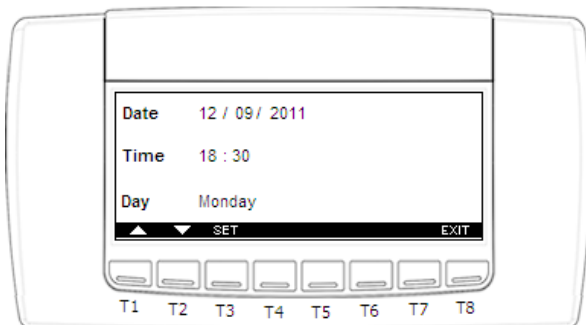 Date 12 / 09 / 2011
Time 18 : 30
Day Monday
SET EXIT
T1 T2 T3 T4 T5 T6 T7 T8